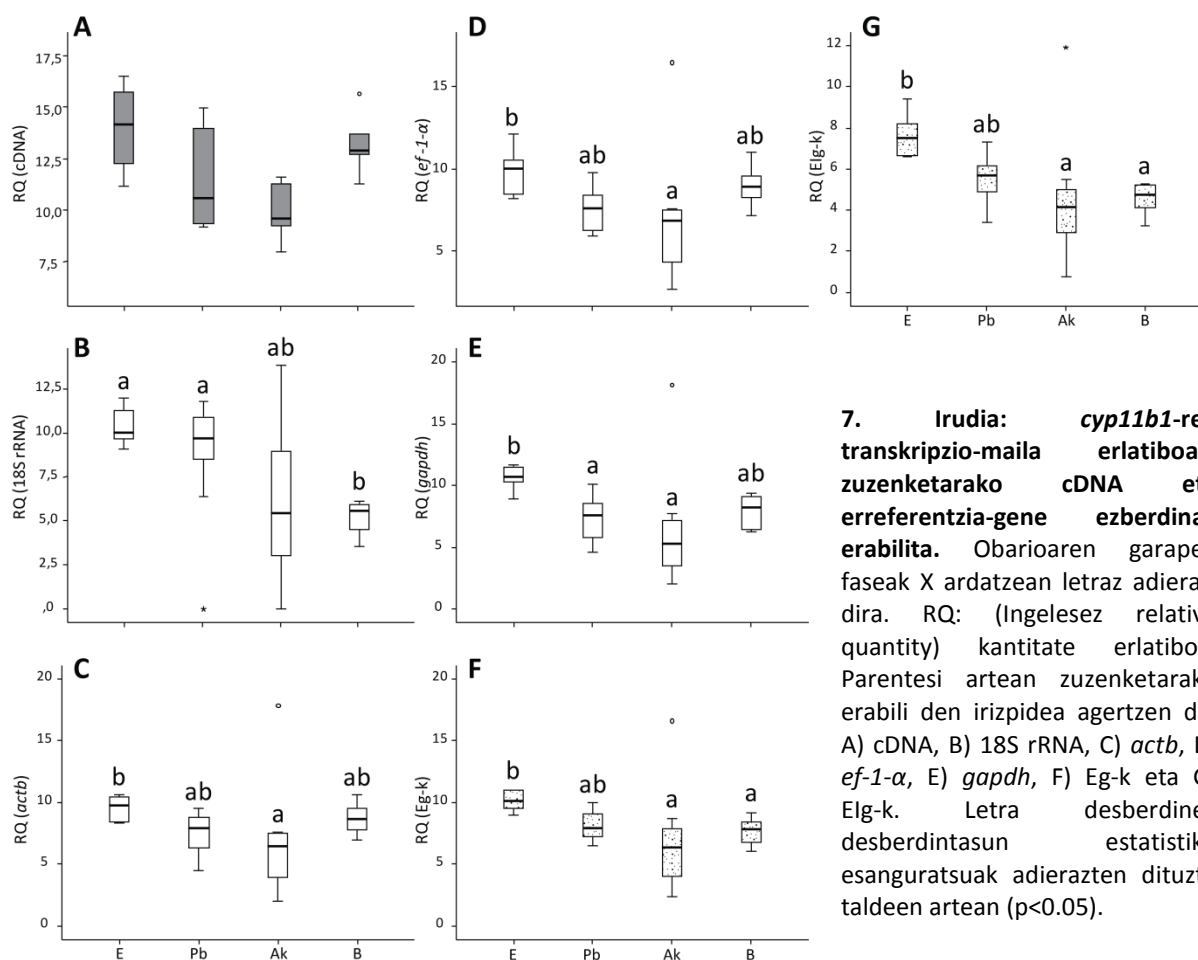 A
17,5
15,0
12,5
10,0
7,5
RQ (cDNA)
B
12,5
10,0
7,5
5,0
,0
RQ (18S rRNA)
a
a
ab
b
C
20
15
10
5
0
RQ (actb)
b
ab
a
ab
E Pb Ak B
D
15
10
5
RQ (ef -1-α)
b
ab
a
ab
E
20
15
10
5
0
RQ (gapdh)
b
a
a
ab
F
20
15
10
5
0
RQ (Eg-k)
b
ab
a
a
E Pb Ak B
G
12
10
8
6
4
2
0
RQ (EIg-k)
b
ab
a
a
E Pb Ak B
7. Irudia: cyp11b1-re
transkripzio-maila erlatiboa
zuzenketarako cDNA et
erreferentzia-gene ezberdina
erabilita. Obarioaren garape
faseak X ardatzean letraz adiera
dira. RQ: (Ingelesez relativ
quantity) kantitate erlatibo
Parentesi artean zuzenketarak
erabili den irizpidea agertzen d
A) cDNA, B) 18S rRNA, C) actb, D
ef-1-α, E) gapdh, F) Eg-k eta G
EIg-k. Letra desberdine
desberdintasun estatistik
esanguratsuak adierazten dituzt
taldeen artean (p<0.05).